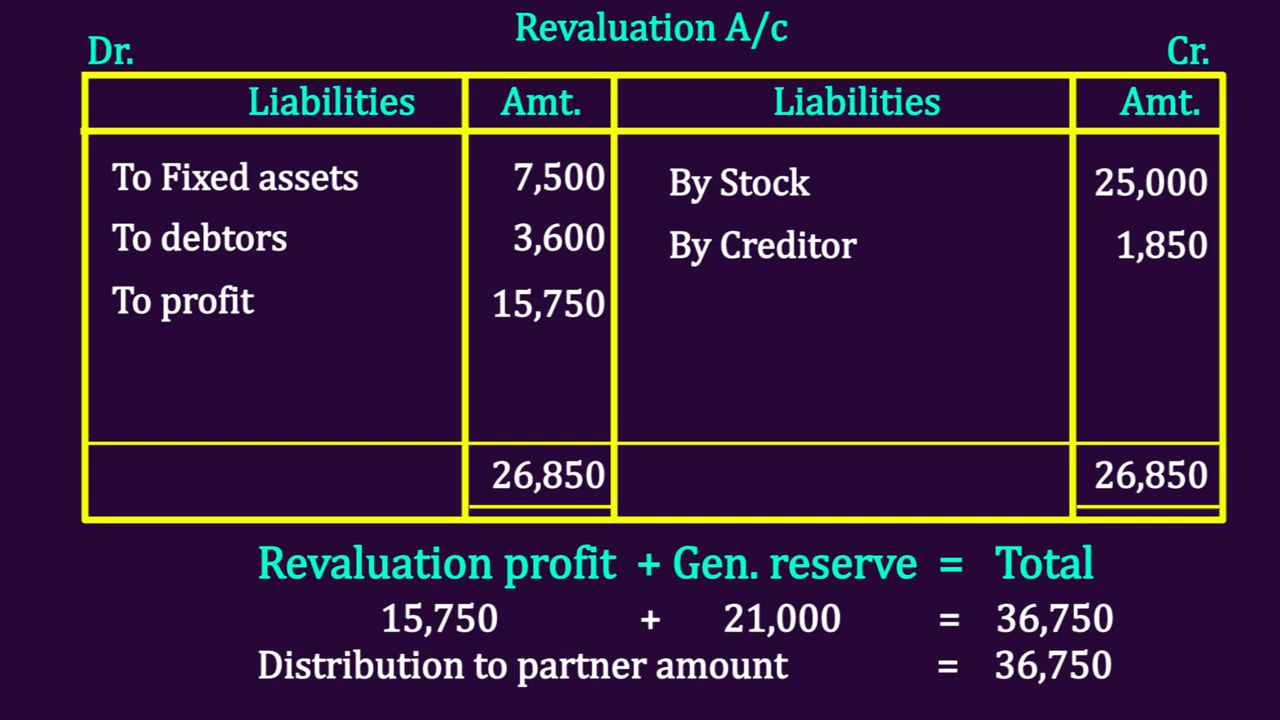 Revaluation A/c
Dr. Cr.
Liabilities Amt. Liabilities Amt.
To Fixed assets 7,500 By Stock 25,000
To debtors 3,600 By Creditor 1,850
To profit 15,750
26,850 26,850
Revaluation profit + Gen. reserve = Total
15,750 + 21,000 = 36,750
Distribution to partner amount = 36,750